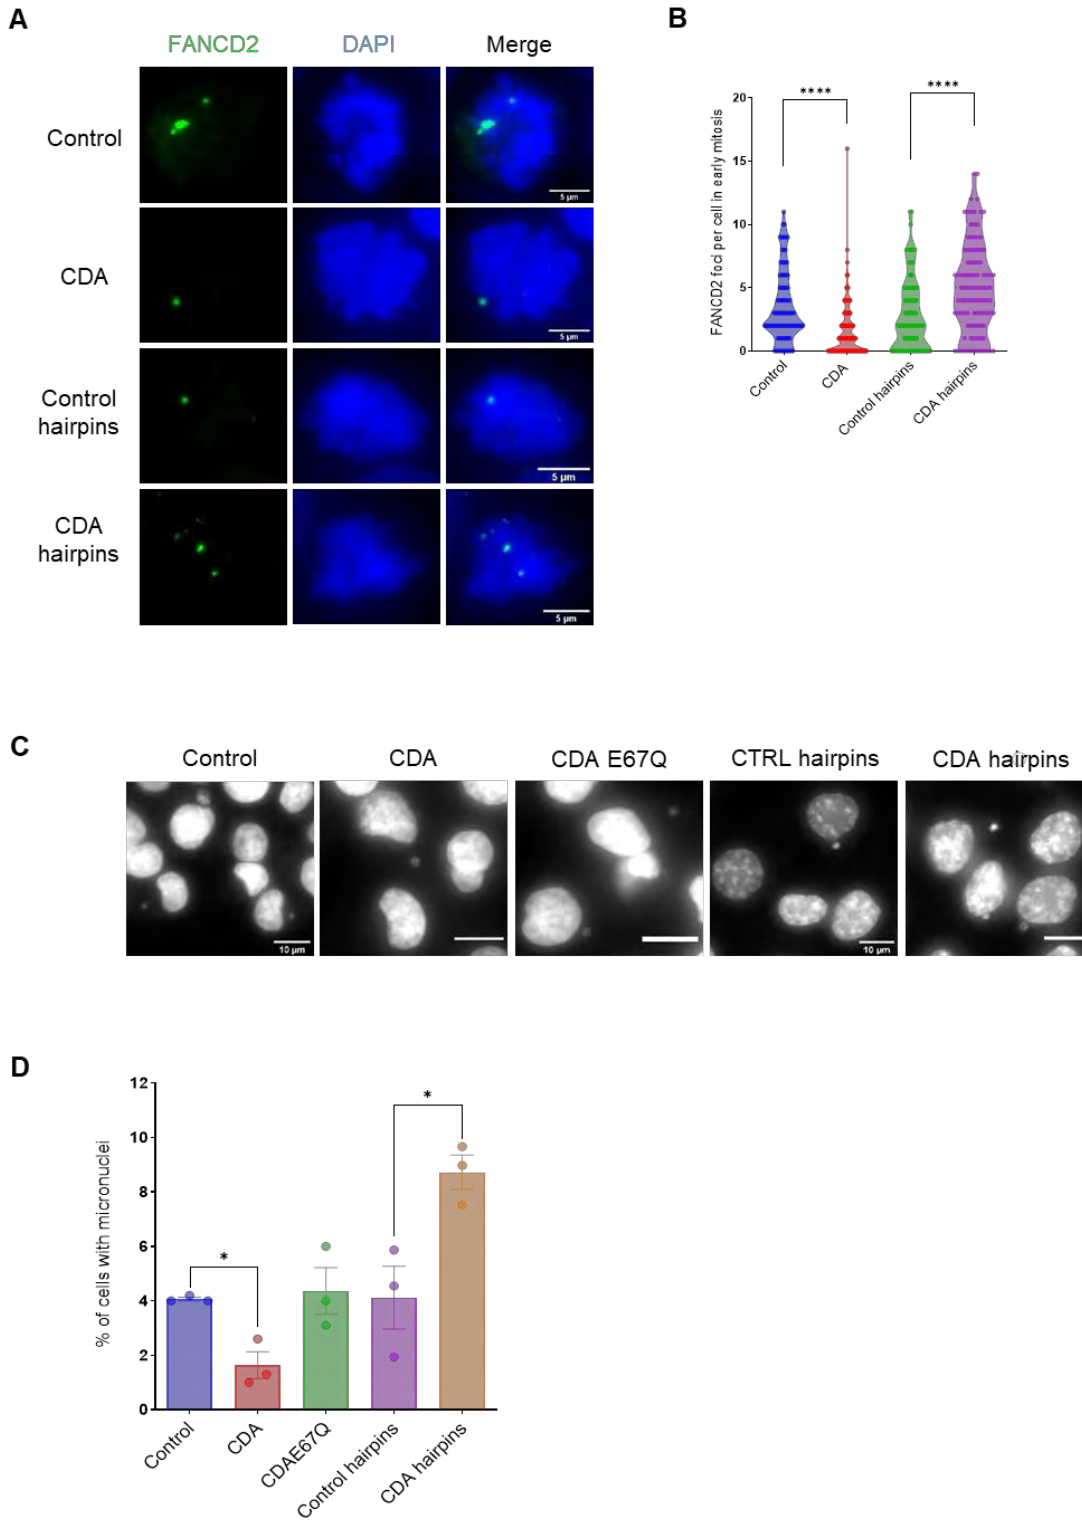 A
FANCD2 DAPI Merge
Control
5 µm
CDA
5 µm
Control
hairpins
5 µm
CDA
hairpins
5 µm
B
FANCD2 foci per cell in early mitosis
20
15
10
5
0
****
****
Control
CDA
Control hairpins
CDA hairpins
C
Control CDA CDA E67Q CTRL hairpins CDA hairpins
10 µm
10 µm
D
% of cells with micronuclei
12
10
8
6
4
2
0
*
*
Control
CDA
CDAE67Q
Control hairpins
CDA hairpins